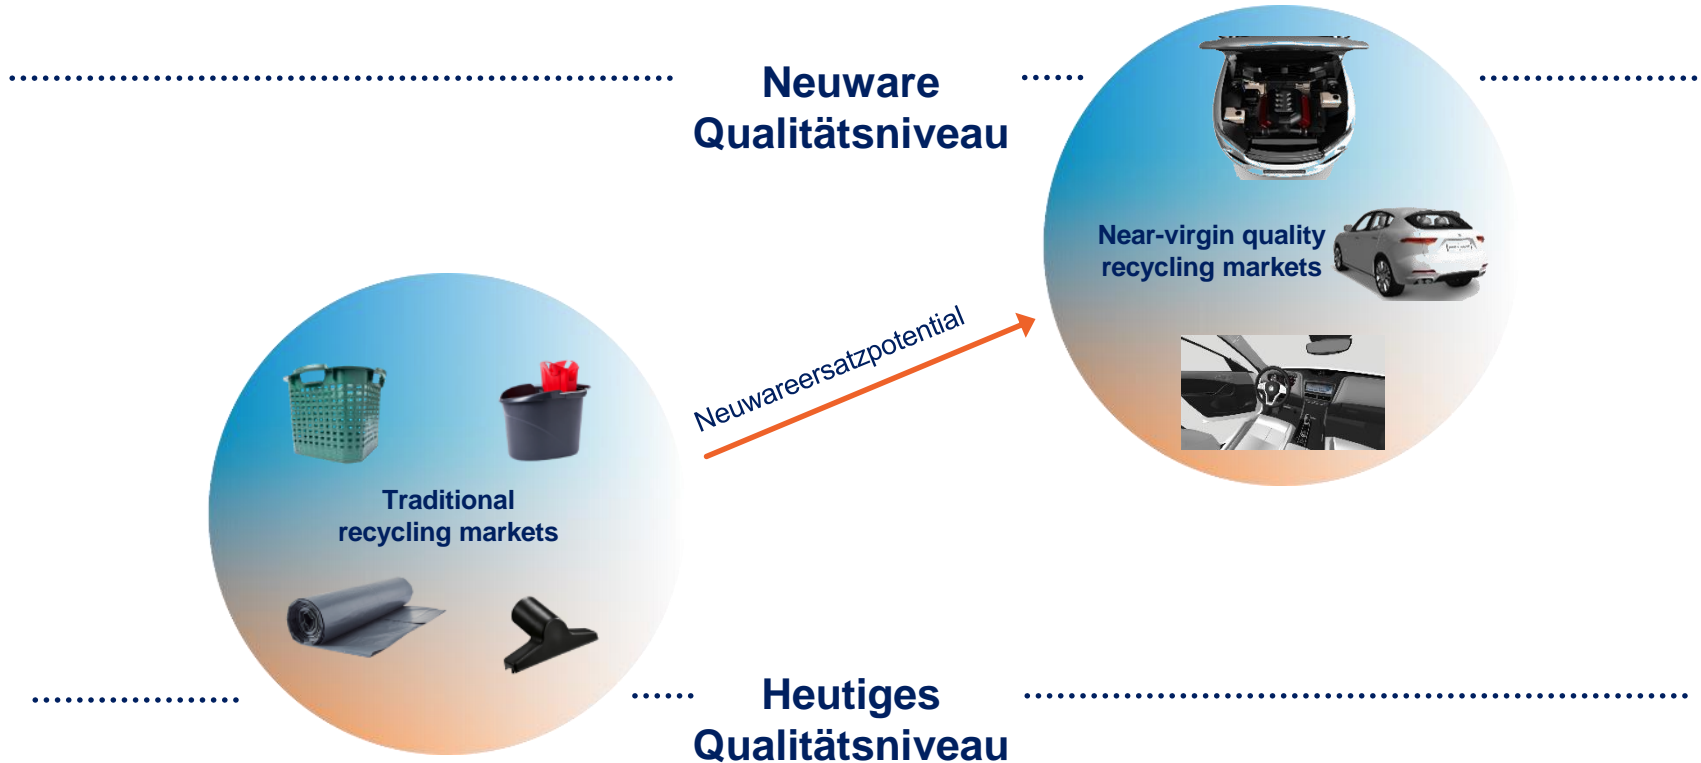 Neuware
Qualitätsniveau
Near-virgin quality
recycling markets
Neuwareersatzpotential
Traditional
recycling markets
Heutiges
Qualitätsniveau